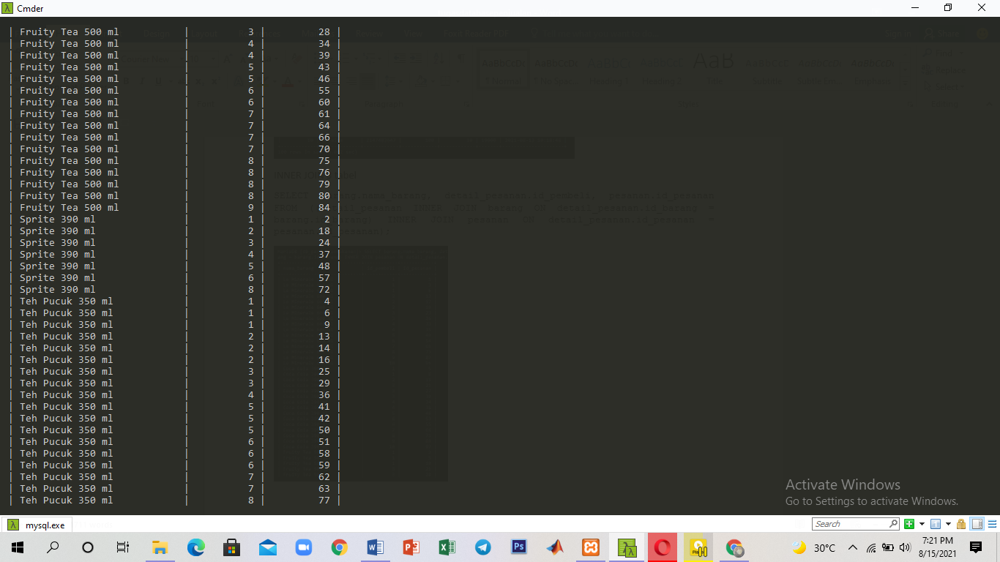 Cmder
| Fruity Tea 500 ml | 3 | 28 |
| Fruity Tea 500 ml | 4 | 34 |
| Fruity Tea 500 ml | 4 | 39 |
| Fruity Tea 500 ml | 5 | 43 |
| Fruity Tea 500 ml | 5 | 46 |
| Fruity Tea 500 ml | 6 | 55 |
| Fruity Tea 500 ml | 6 | 60 |
| Fruity Tea 500 ml | 7 | 61 |
| Fruity Tea 500 ml | 7 | 64 |
| Fruity Tea 500 ml | 7 | 66 |
| Fruity Tea 500 ml | 7 | 70 |
| Fruity Tea 500 ml | 8 | 75 |
| Fruity Tea 500 ml | 8 | 76 |
| Fruity Tea 500 ml | 8 | 79 |
| Fruity Tea 500 ml | 8 | 80 |
| Fruity Tea 500 ml | 9 | 84 |
| Sprite 390 ml | 1 | 2 |
| Sprite 390 ml | 2 | 18 |
| Sprite 390 ml | 3 | 24 |
| Sprite 390 ml | 4 | 37 |
| Sprite 390 ml | 5 | 48 |
| Sprite 390 ml | 6 | 57 |
| Sprite 390 ml | 8 | 72 |
| Teh Pucuk 350 ml | 1 | 4 |
| Teh Pucuk 350 ml | 1 | 6 |
| Teh Pucuk 350 ml | 1 | 9 |
| Teh Pucuk 350 ml | 2 | 13 |
| Teh Pucuk 350 ml | 2 | 14 |
| Teh Pucuk 350 ml | 2 | 16 |
| Teh Pucuk 350 ml | 3 | 25 |
| Teh Pucuk 350 ml | 3 | 29 |
| Teh Pucuk 350 ml | 4 | 36 |
| Teh Pucuk 350 ml | 5 | 41 |
| Teh Pucuk 350 ml | 5 | 42 |
| Teh Pucuk 350 ml | 5 | 50 |
| Teh Pucuk 350 ml | 6 | 51 |
| Teh Pucuk 350 ml | 6 | 58 |
| Teh Pucuk 350 ml | 6 | 59 |
| Teh Pucuk 350 ml | 7 | 62 |
| Teh Pucuk 350 ml | 7 | 63 |
| Teh Pucuk 350 ml | 8 | 77 |
Activate Windows
Go to Settings to activate Windows.
mysql.exe
Search
30°C
7:21 PM
8/15/2021